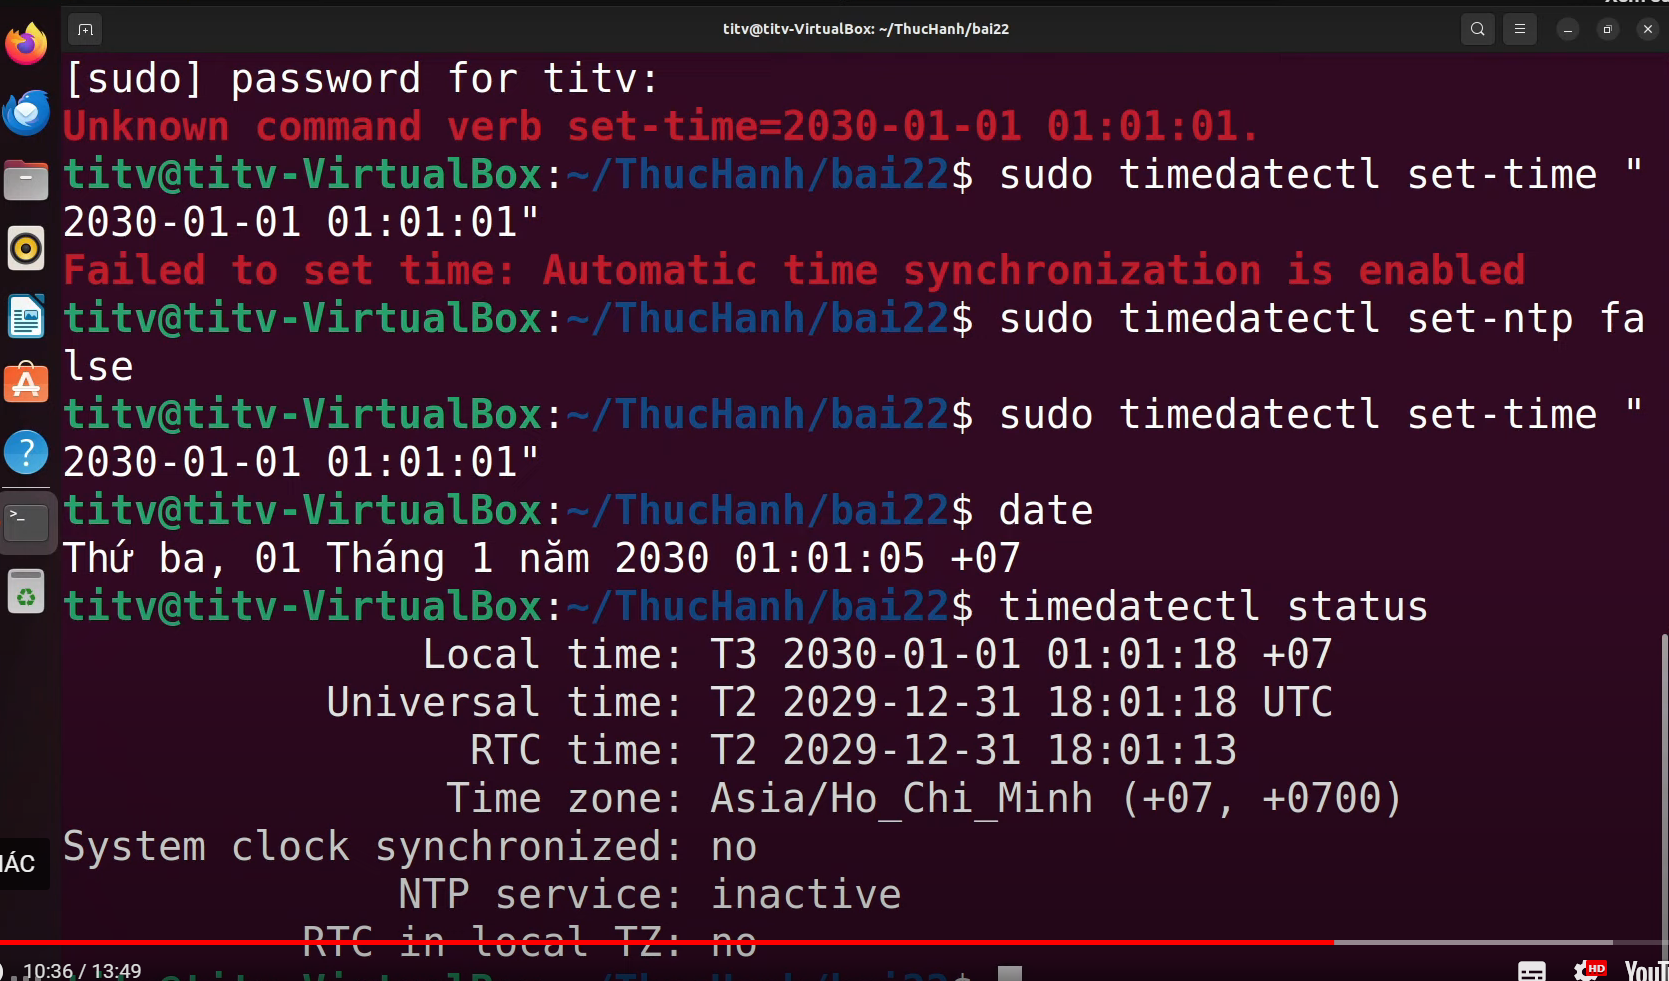 titv@titv-VirtualBox: ~/ThucHanh/bai22
[sudo] password for titv:
Unknown command verb set-time=2030-01-01 01:01:01.
titv@titv-VirtualBox:~/ThucHanh/bai22$ sudo timedatectl set-time "
2030-01-01 01:01:01"
Failed to set time: Automatic time synchronization is enabled
titv@titv-VirtualBox:~/ThucHanh/bai22$ sudo timedatectl set-ntp fa
lse
titv@titv-VirtualBox:~/ThucHanh/bai22$ sudo timedatectl set-time "
2030-01-01 01:01:01"
titv@titv-VirtualBox:~/ThucHanh/bai22$ date
Thứ ba, 01 Tháng 1 năm 2030 01:01:05 +07
titv@titv-VirtualBox:~/ThucHanh/bai22$ timedatectl status
Local time: T3 2030-01-01 01:01:18 +07
Universal time: T2 2029-12-31 18:01:18 UTC
RTC time: T2 2029-12-31 18:01:13
Time zone: Asia/Ho_Chi_Minh (+07, +0700)
System clock synchronized: no
NTP service: inactive
RTC in local TZ: no
10:36 / 13:49
HD